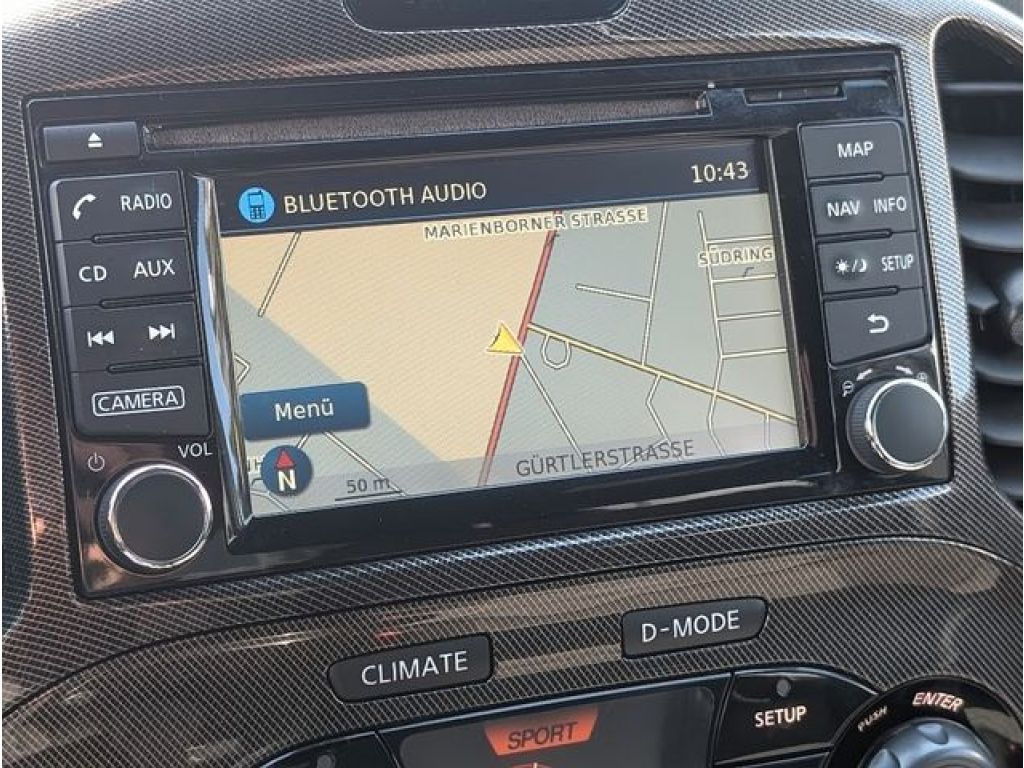 MAP
10:43
BLUETOOTH AUDIO
RADIO
NAV INFO
MARIENBORNER STRASSE
SÜDRING
CD AUX
SETUP
CAMERA
Menü
VOL
GÜRTLERSTRASSE
N
50 m
D-MODE
CLIMATE
SETUP
ENTER
PUSH
SPORT